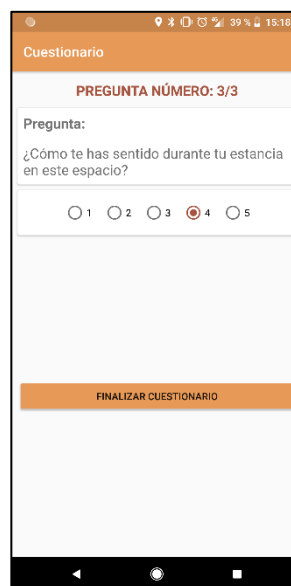 39 % 15:18
Cuestionario
PREGUNTA NÚMERO: 3/3
Pregunta:
¿Cómo te has sentido durante tu estancia
en este espacio?
1 2 3 4 5
FINALIZAR CUESTIONARIO